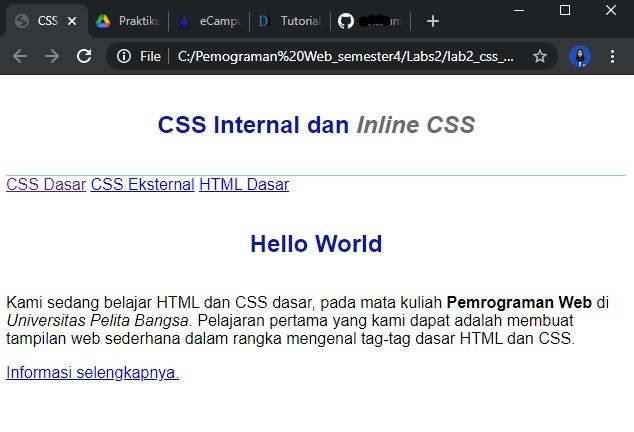 CSS Praktiku eCampu Tutorial
File C:/Pemograman%20Web_semester4/Labs2/lab2_css_...
CSS Internal dan Inline CSS
CSS Dasar CSS Eksternal HTML Dasar
Hello World
Kami sedang belajar HTML dan CSS dasar, pada mata kuliah Pemrograman Web di
Universitas Pelita Bangsa. Pelajaran pertama yang kami dapat adalah membuat
tampilan web sederhana dalam rangka mengenal tag-tag dasar HTML dan CSS.
Informasi selengkapnya.